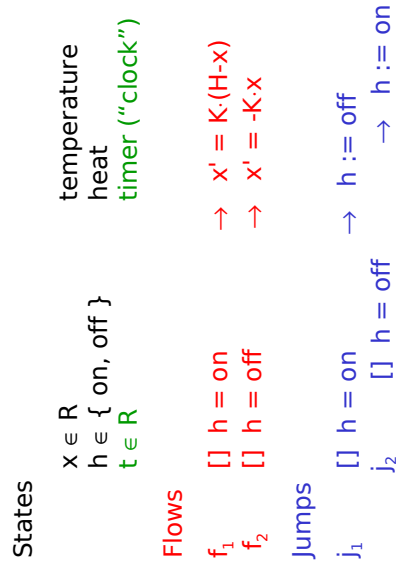 States
x ∈ R temperature
h ∈ { on, off } heat
t ∈ R timer (“clock”)
Flows
f₁ [] h = on → x' = K·(H-x)
f₂ [] h = off → x' = -K·x
Jumps
j₁ [] h = on → h := off
j₂ [] h = off → h := on